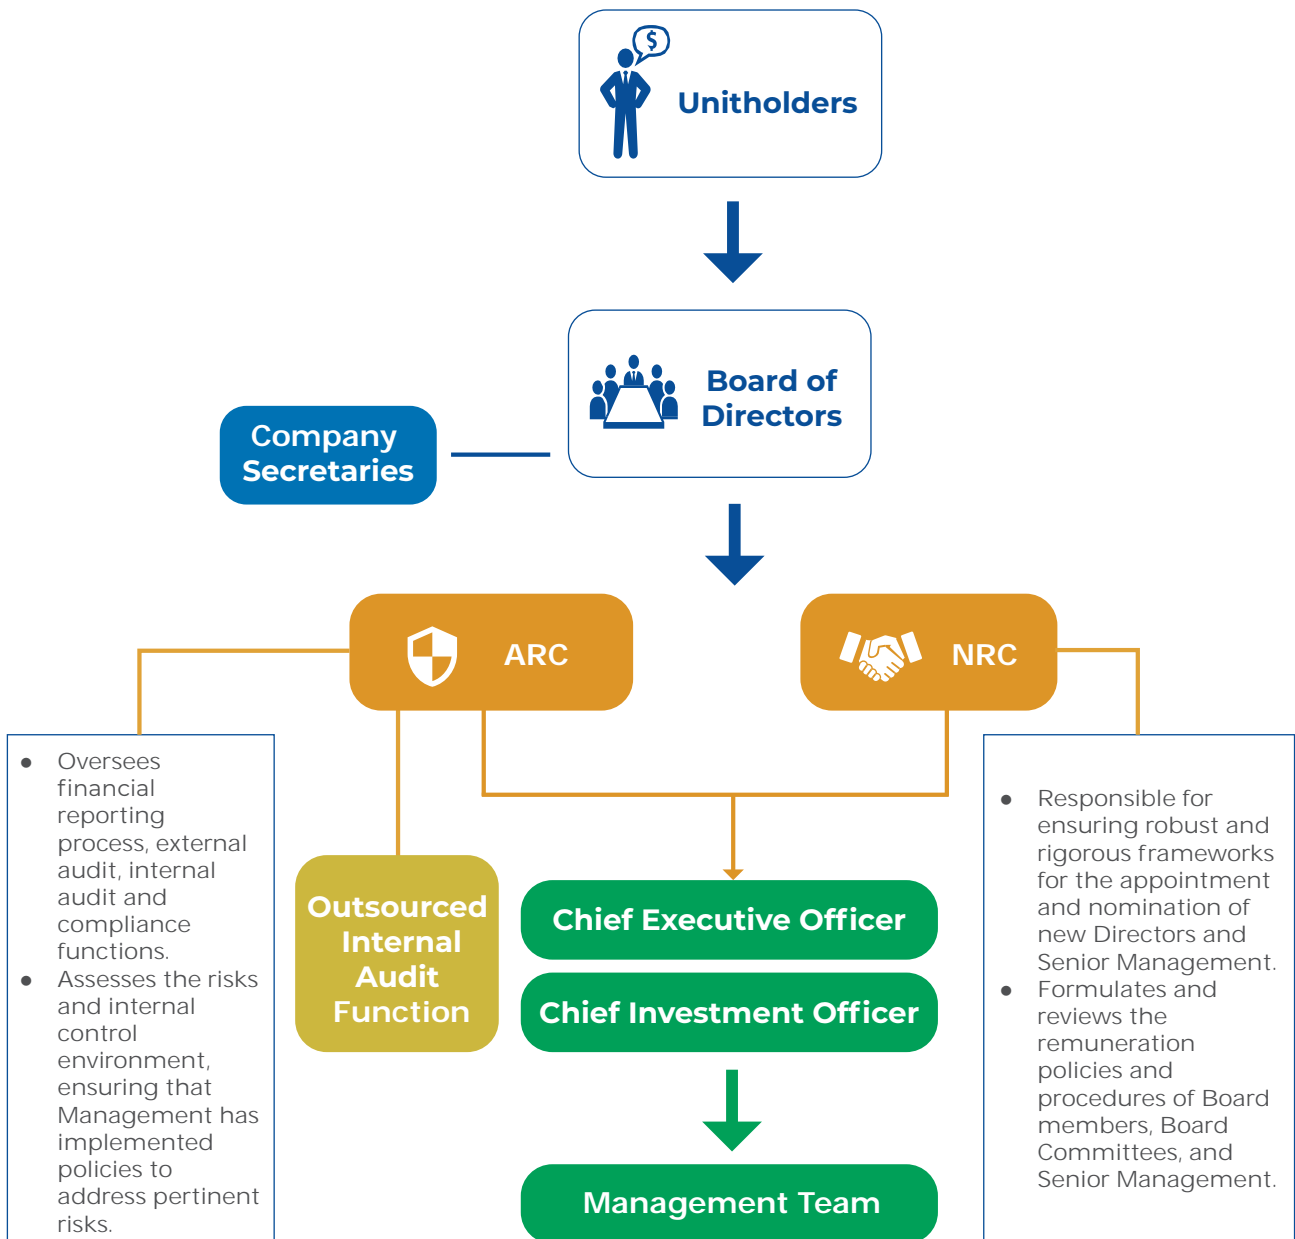 $
Unitholders
Board of
Directors
Company
Secretaries
ARC
NRC
● Oversees
financial
reporting
process, external
audit, internal
audit and
compliance
functions.
● Assesses the risks
and internal
control
environment,
ensuring that
Management has
implemented
policies to
address pertinent
risks.
Outsourced
Internal
Audit
Function
Chief Executive Officer
Chief Investment Officer
Management Team
● Responsible for
ensuring robust and
rigorous frameworks
for the appointment
and nomination of
new Directors and
Senior Management.
● Formulates and
reviews the
remuneration
policies and
procedures of Board
members, Board
Committees, and
Senior Management.